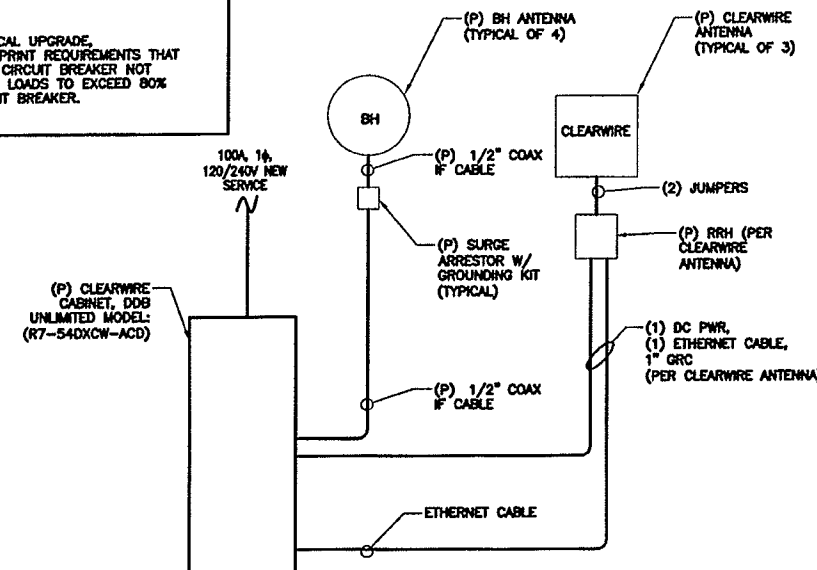 CAL UPGRADE,
PRINT REQUIREMENTS THAT
CIRCUIT BREAKER NOT
LOADS TO EXCEED 80%
IT BREAKER.
(P) BH ANTENNA
(TYPICAL OF 4)
(P) CLEARWIRE
ANTENNA
(TYPICAL OF 3)
BH
CLEARWIRE
100A, 1ϕ,
120/240V NEW
SERVICE
(P) 1/2" COAX
IF CABLE
(2) JUMPERS
(P) SURGE
ARRESTOR W/
GROUNDING KIT
(TYPICAL)
(P) RRH (PER
CLEARWIRE
ANTENNA)
(P) CLEARWIRE
CABINET, DDB
UNLIMITED MODEL:
(R7-54DXCW-ACD)
(1) DC PWR,
(1) ETHERNET CABLE,
1" GRC
(PER CLEARWIRE ANTENNA)
(P) 1/2" COAX
IF CABLE
ETHERNET CABLE